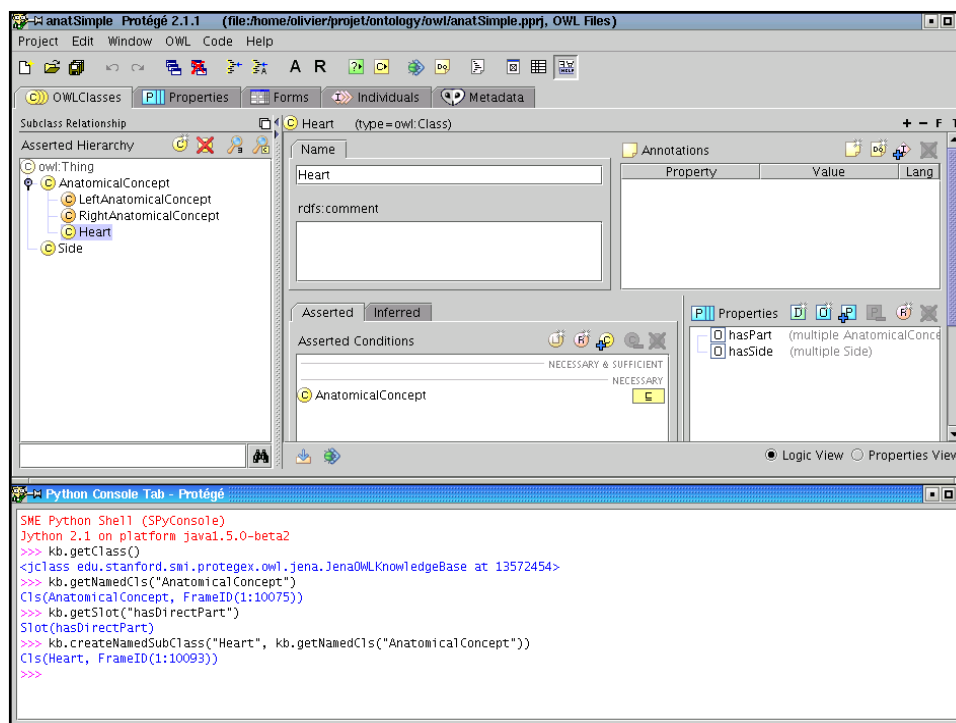 anatSimple Protégé 2.1.1 (file:/home/olivier/projet/ontology/owl/anatSimple.pprj, OWL Files)
Project Edit Window OWL Code Help
A R
OWLClasses Properties Forms Individuals Metadata
Subclass Relationship
Heart (type=owl:Class)
+ - F T
Asserted Hierarchy
Name
Annotations
owl:Thing
AnatomicalConcept
LeftAnatomicalConcept
RightAnatomicalConcept
Heart
Side
Heart
rdfs:comment
Property Value Lang
Asserted Inferred
Asserted Conditions
NECESSARY & SUFFICIENT
NECESSARY
AnatomicalConcept
Properties
hasPart (multiple AnatomicalConce
hasSide (multiple Side)
Logic View Properties View
Python Console Tab - Protégé
SME Python Shell (SPyConsole)
Jython 2.1 on platform java1.5.0-beta2
>>> kb.getClass()
<jclass edu.stanford.smi.protegex.owl.jena.JenaOWLKnowledgeBase at 13572454>
>>> kb.getNamedCls("AnatomicalConcept")
Cls(AnatomicalConcept, FrameID(1:10075))
>>> kb.getSlot("hasDirectPart")
Slot(hasDirectPart)
>>> kb.createNamedSubClass("Heart", kb.getNamedCls("AnatomicalConcept"))
Cls(Heart, FrameID(1:10093))
>>>